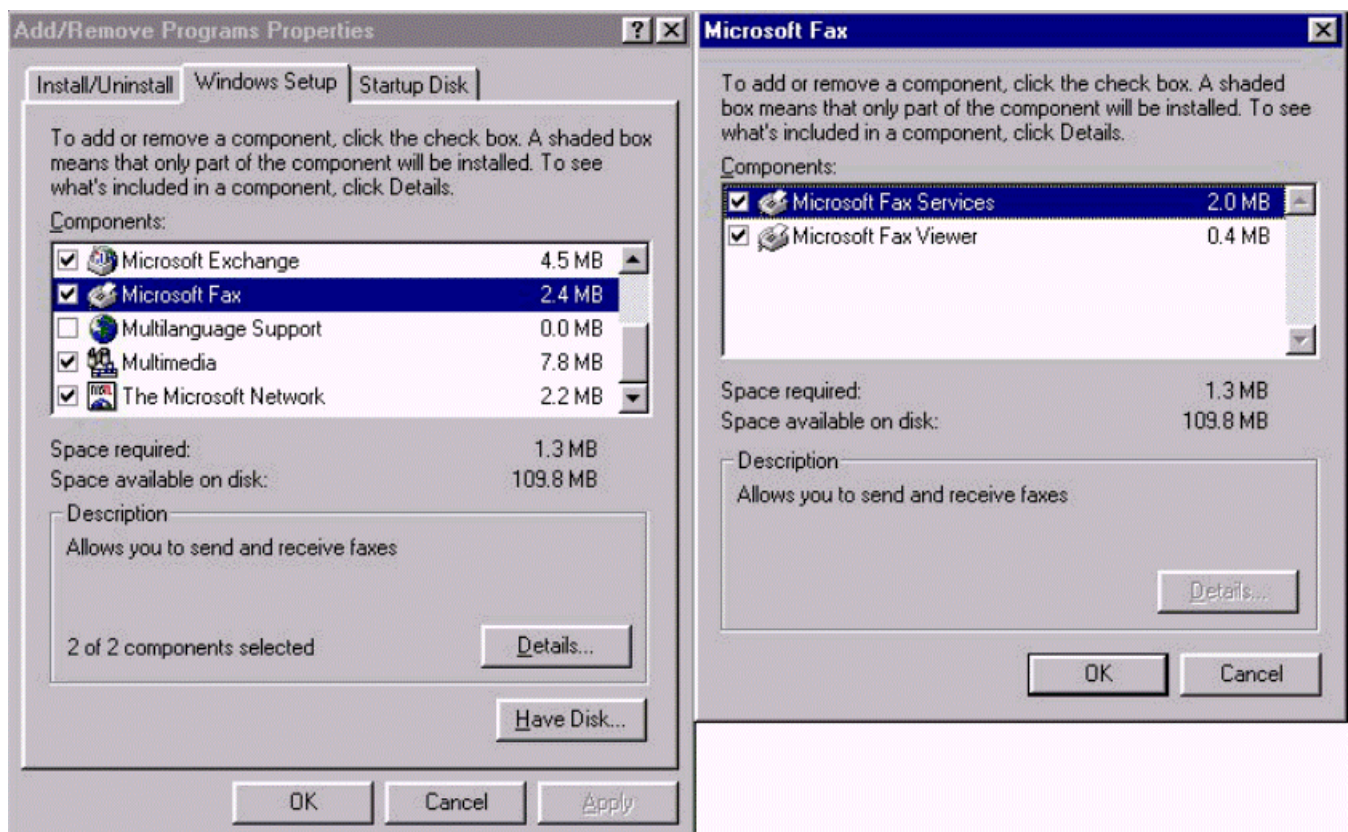 Add/Remove Programs Properties
Install/Uninstall Windows Setup Startup Disk
To add or remove a component, click the check box. A shaded box
means that only part of the component will be installed. To see
what's included in a component, click Details.
Components:
Microsoft Exchange 4.5 MB
Microsoft Fax 2.4 MB
Multilanguage Support 0.0 MB
Multimedia 7.8 MB
The Microsoft Network 2.2 MB
Space required: 1.3 MB
Space available on disk: 109.8 MB
Description
Allows you to send and receive faxes
2 of 2 components selected
Details...
Have Disk...
OK Cancel Apply
Microsoft Fax
To add or remove a component, click the check box. A shaded
box means that only part of the component will be installed. To see
what's included in a component, click Details.
Components:
Microsoft Fax Services 2.0 MB
Microsoft Fax Viewer 0.4 MB
Space required: 1.3 MB
Space available on disk: 109.8 MB
Description
Allows you to send and receive faxes
Details...
OK Cancel